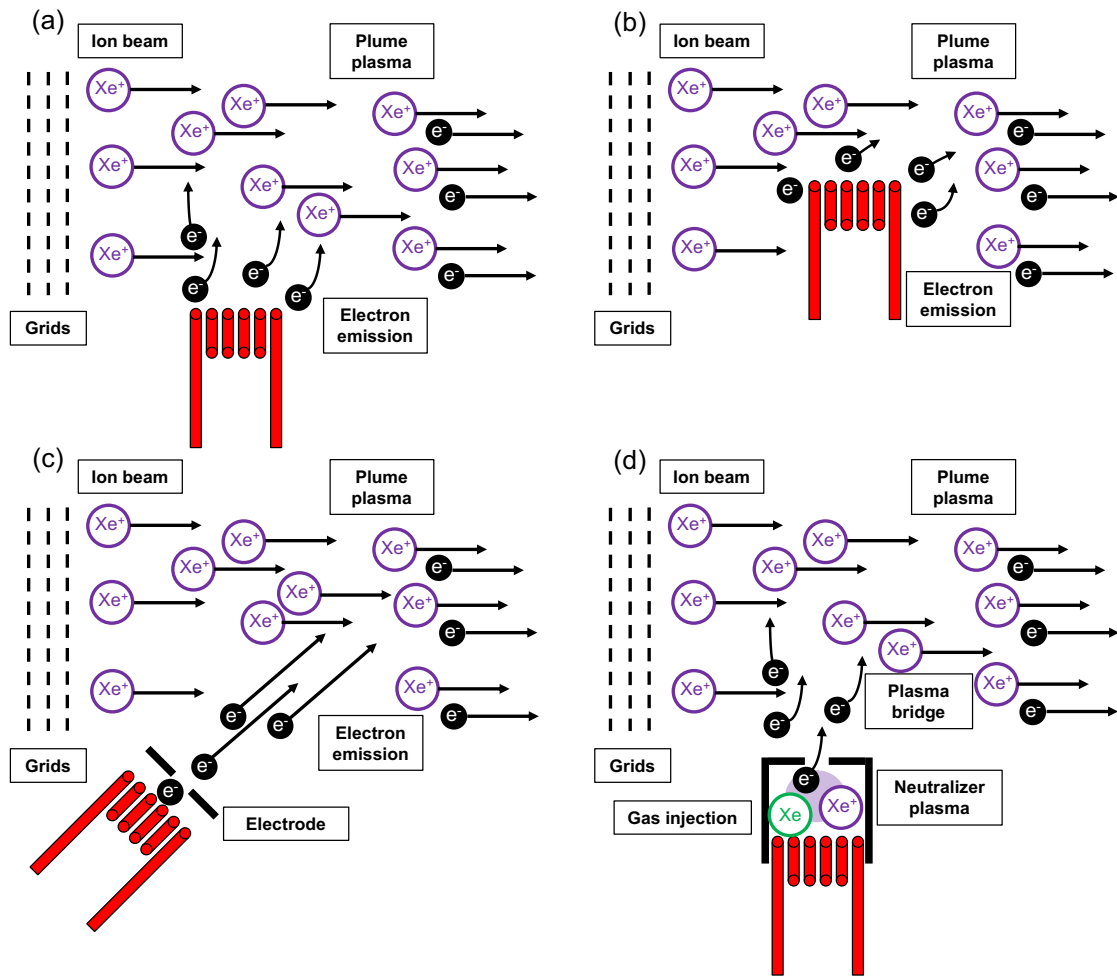 (a)
Ion beam
Plume
plasma
Xe⁺
Xe⁺
Xe⁺
Xe⁺
e⁻
Xe⁺
Xe⁺
Xe⁺
e⁻
Xe⁺
e⁻
Xe⁺
Xe⁺
e⁻
e⁻
e⁻
e⁻
Grids
Electron
emission
(b)
Ion beam
Plume
plasma
Xe⁺
Xe⁺
Xe⁺
Xe⁺
e⁻
e⁻
Xe⁺
e⁻
Xe⁺
e⁻
e⁻
e⁻
Xe⁺
Xe⁺
e⁻
Electron
emission
Grids
(c)
Ion beam
Plume
plasma
Xe⁺
Xe⁺
Xe⁺
Xe⁺
e⁻
Xe⁺
Xe⁺
Xe⁺
Xe⁺
e⁻
Xe⁺
Xe⁺
e⁻
e⁻
e⁻
Electron
emission
Grids
e⁻
e⁻
Electrode
(d)
Ion beam
Plume
plasma
Xe⁺
Xe⁺
Xe⁺
Xe⁺
e⁻
Xe⁺
Xe⁺
Xe⁺
e⁻
Xe⁺
e⁻
Xe⁺
Xe⁺
e⁻
e⁻
e⁻
Plasma
bridge
Grids
e⁻
Neutralizer
plasma
Gas injection
Xe
Xe⁺